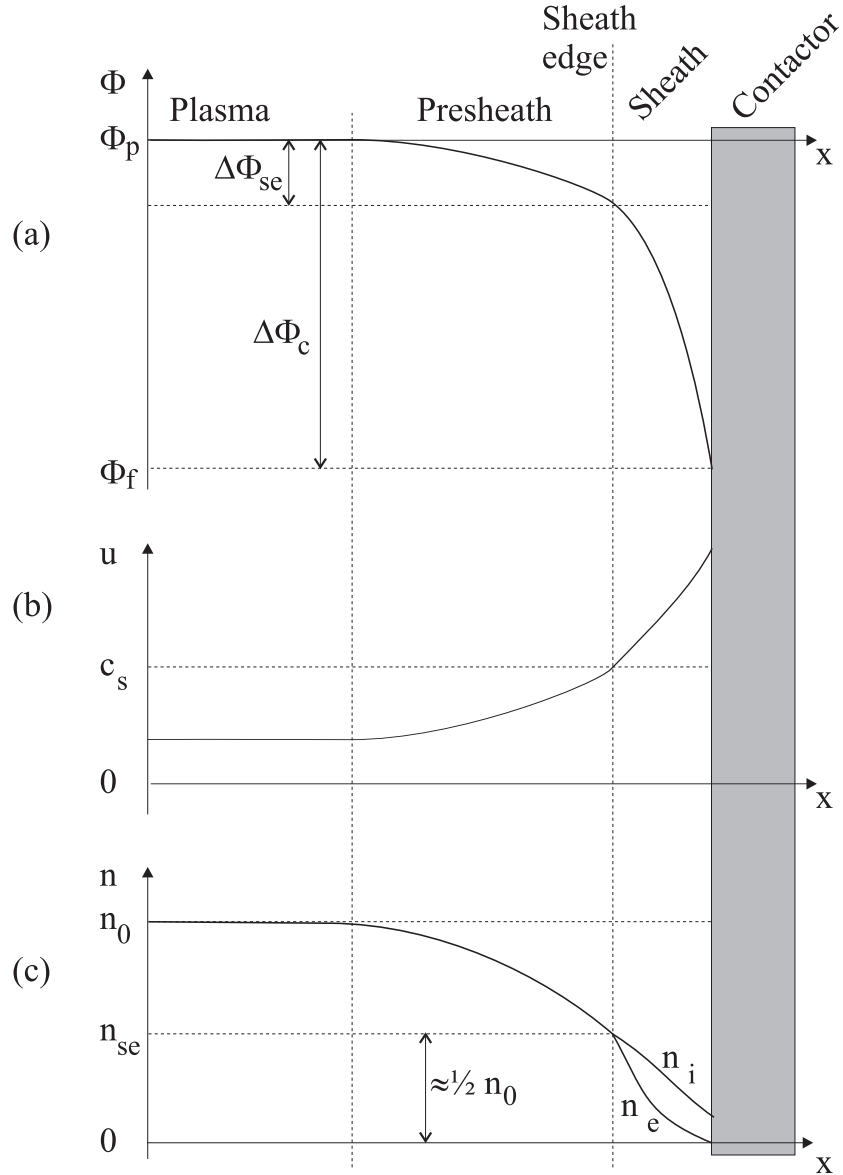 Sheath
edge
Sheath
Contactor
Φ
Plasma
Presheath
Φp
x
ΔΦse
(a)
ΔΦc
Φf
u
(b)
cs
0
x
n
n0
(c)
nse
≈½ n0
ni
ne
0
x